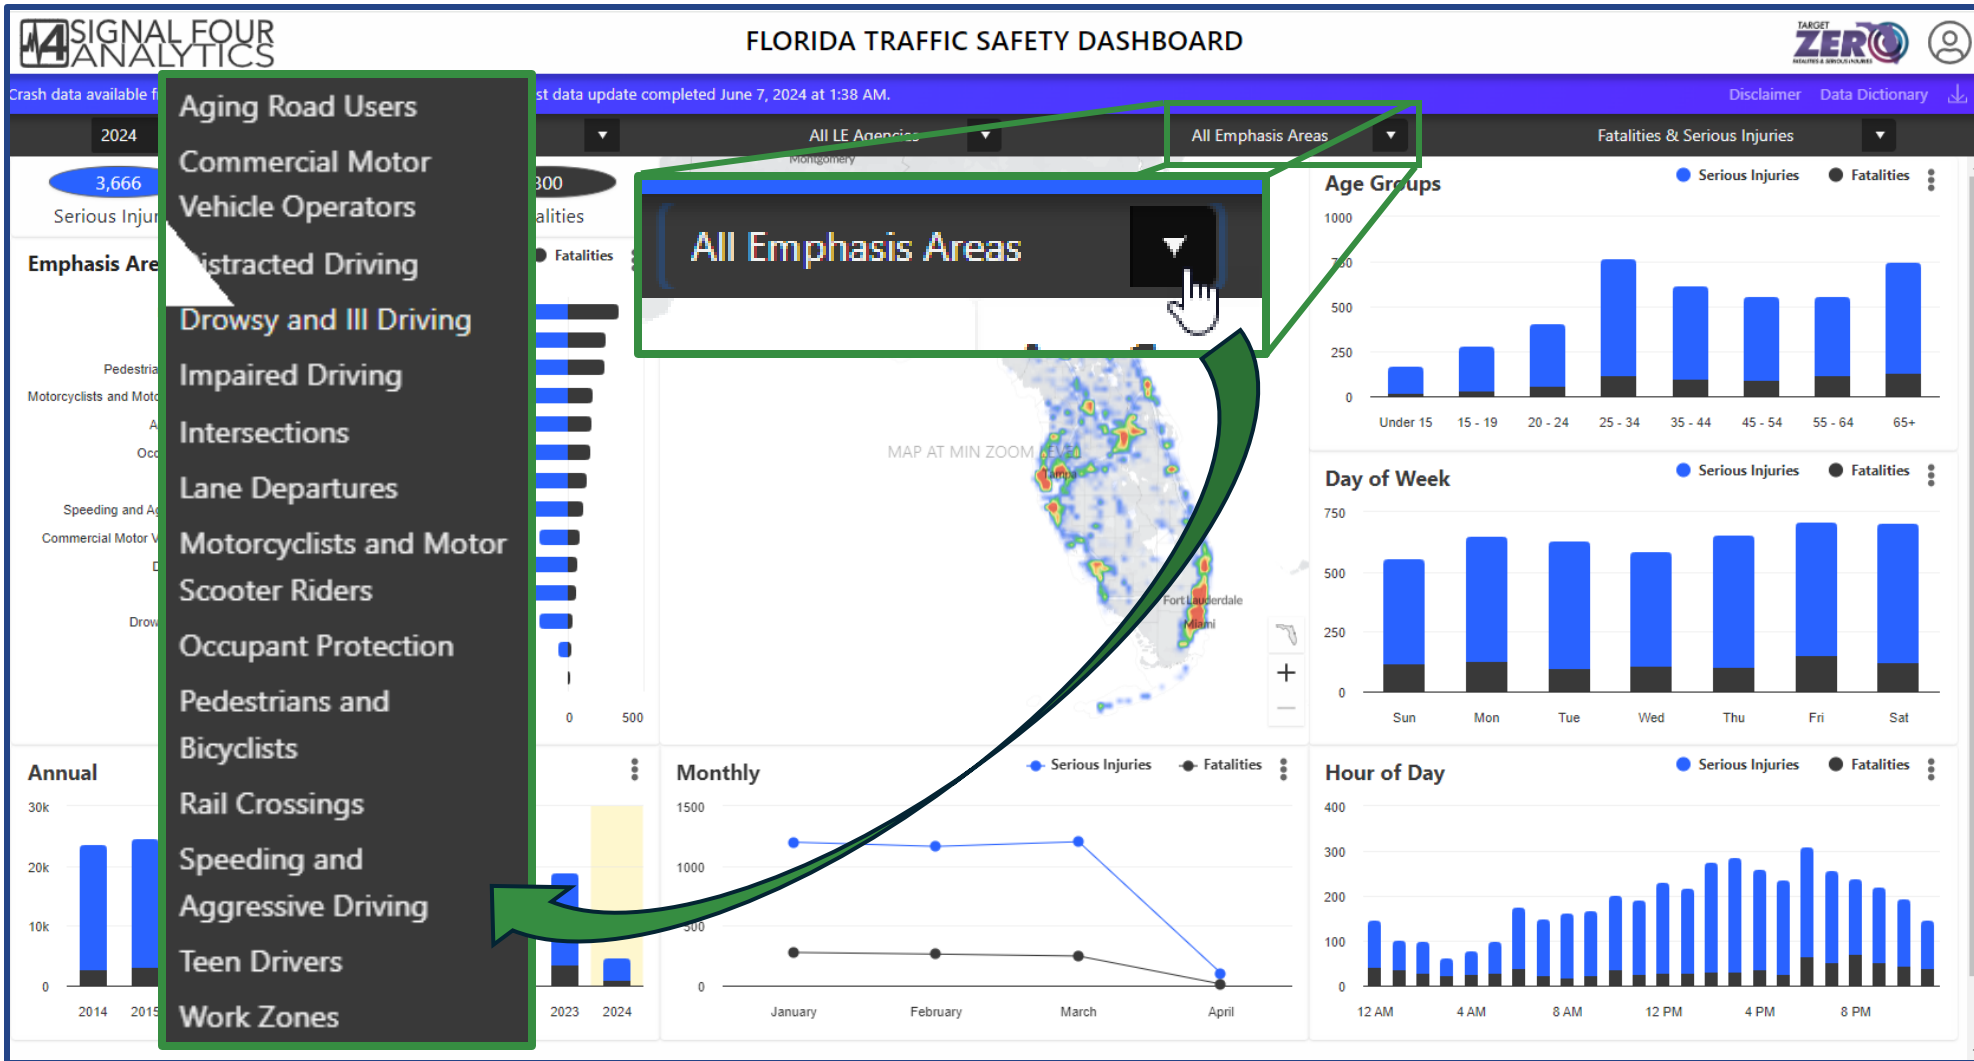 SIGNAL FOUR
ANALYTICS
FLORIDA TRAFFIC SAFETY DASHBOARD
TARGET
ZERO
FATALITIES & SERIOUS INJURIES
Crash data available
st data update completed June 7, 2024 at 1:38 AM.
Disclaimer
Data Dictionary
2024
All LE Agencies
All Emphasis Areas
Fatalities & Serious Injuries
3,666
Serious Injur
300
alities
Emphasis Are
Fatalities
Pedestria
Motorcyclists and Moto
A
Occ
Speeding and Ag
Commercial Motor V
D
Drow
0
500
Aging Road Users
Commercial Motor
Vehicle Operators
istracted Driving
Drowsy and Ill Driving
Impaired Driving
Intersections
Lane Departures
Motorcyclists and Motor
Scooter Riders
Occupant Protection
Pedestrians and
Bicyclists
Rail Crossings
Speeding and
Aggressive Driving
Teen Drivers
Work Zones
Montgomery
All Emphasis Areas
MAP AT MIN ZOOM LEVEL
Tampa
Fort Lauderdale
Miami
+
−
Age Groups
Serious Injuries
Fatalities
1000
750
500
250
0
Under 15
15 - 19
20 - 24
25 - 34
35 - 44
45 - 54
55 - 64
65+
Day of Week
Serious Injuries
Fatalities
750
500
250
0
Sun
Mon
Tue
Wed
Thu
Fri
Sat
Annual
30k
20k
10k
0
2014
2015
2023
2024
Monthly
Serious Injuries
Fatalities
1500
1000
500
0
January
February
March
April
Hour of Day
Serious Injuries
Fatalities
400
300
200
100
0
12 AM
4 AM
8 AM
12 PM
4 PM
8 PM